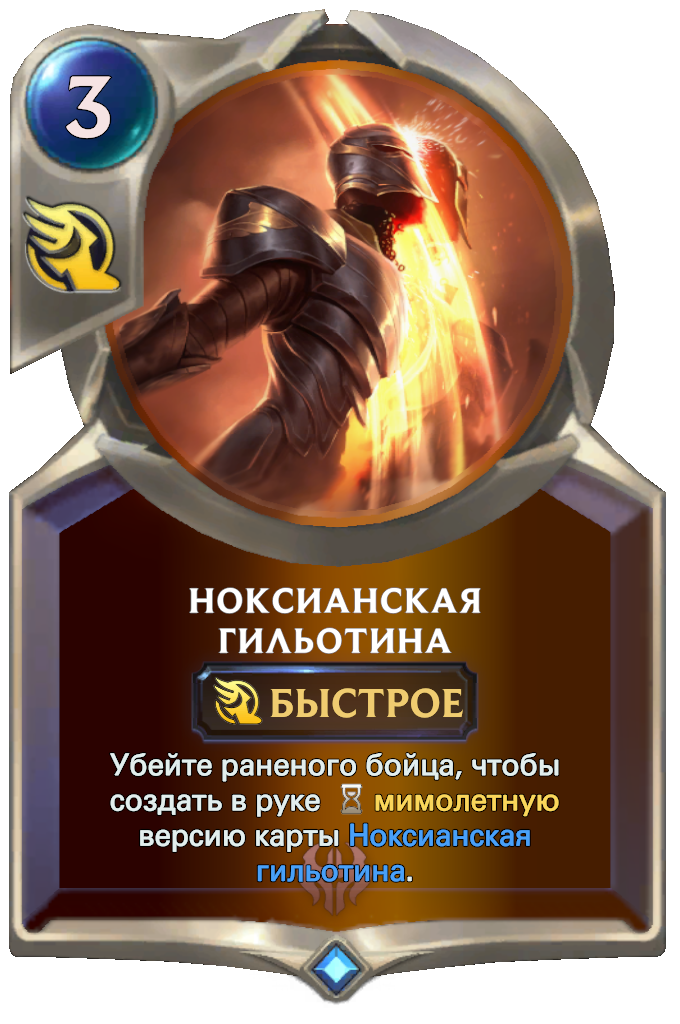 3
НОКСИАНСКАЯ
ГИЛЬОТИНА
БЫСТРОЕ
Убейте раненого бойца, чтобы
создать в руке мимолетную
версию карты Ноксианская
гильотина.